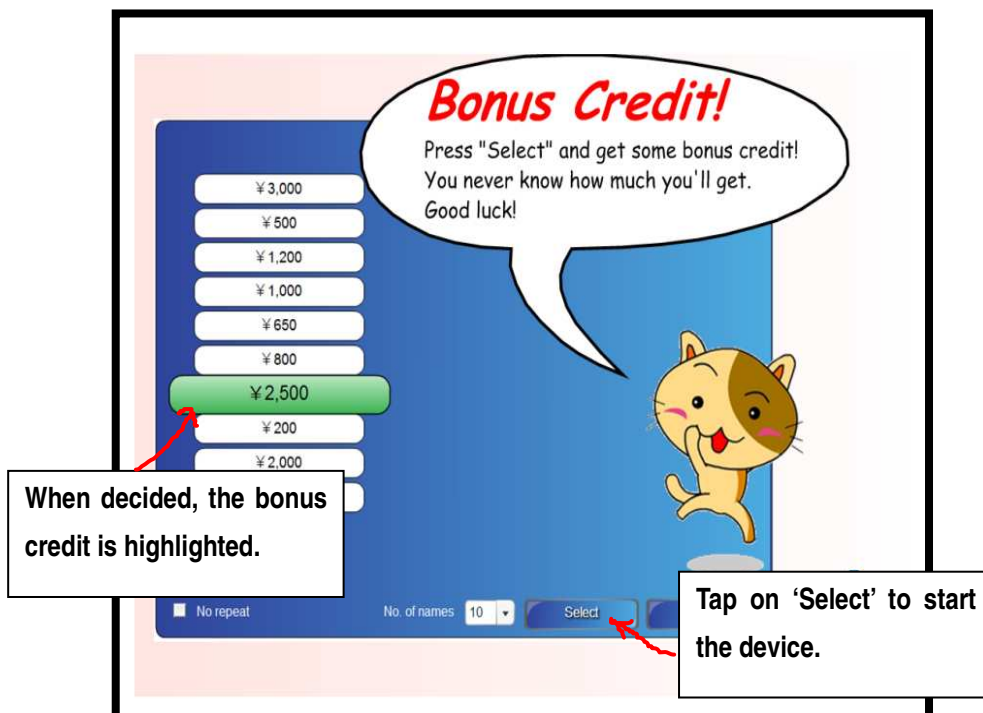 Bonus Credit!
Press "Select" and get some bonus credit!
You never know how much you'll get.
Good luck!
¥3,000
¥500
¥1,200
¥1,000
¥650
¥800
¥2,500
¥200
¥2,000
When decided, the bonus
credit is highlighted.
No repeat
No. of names 10 Select
Tap on ‘Select’ to start
the device.